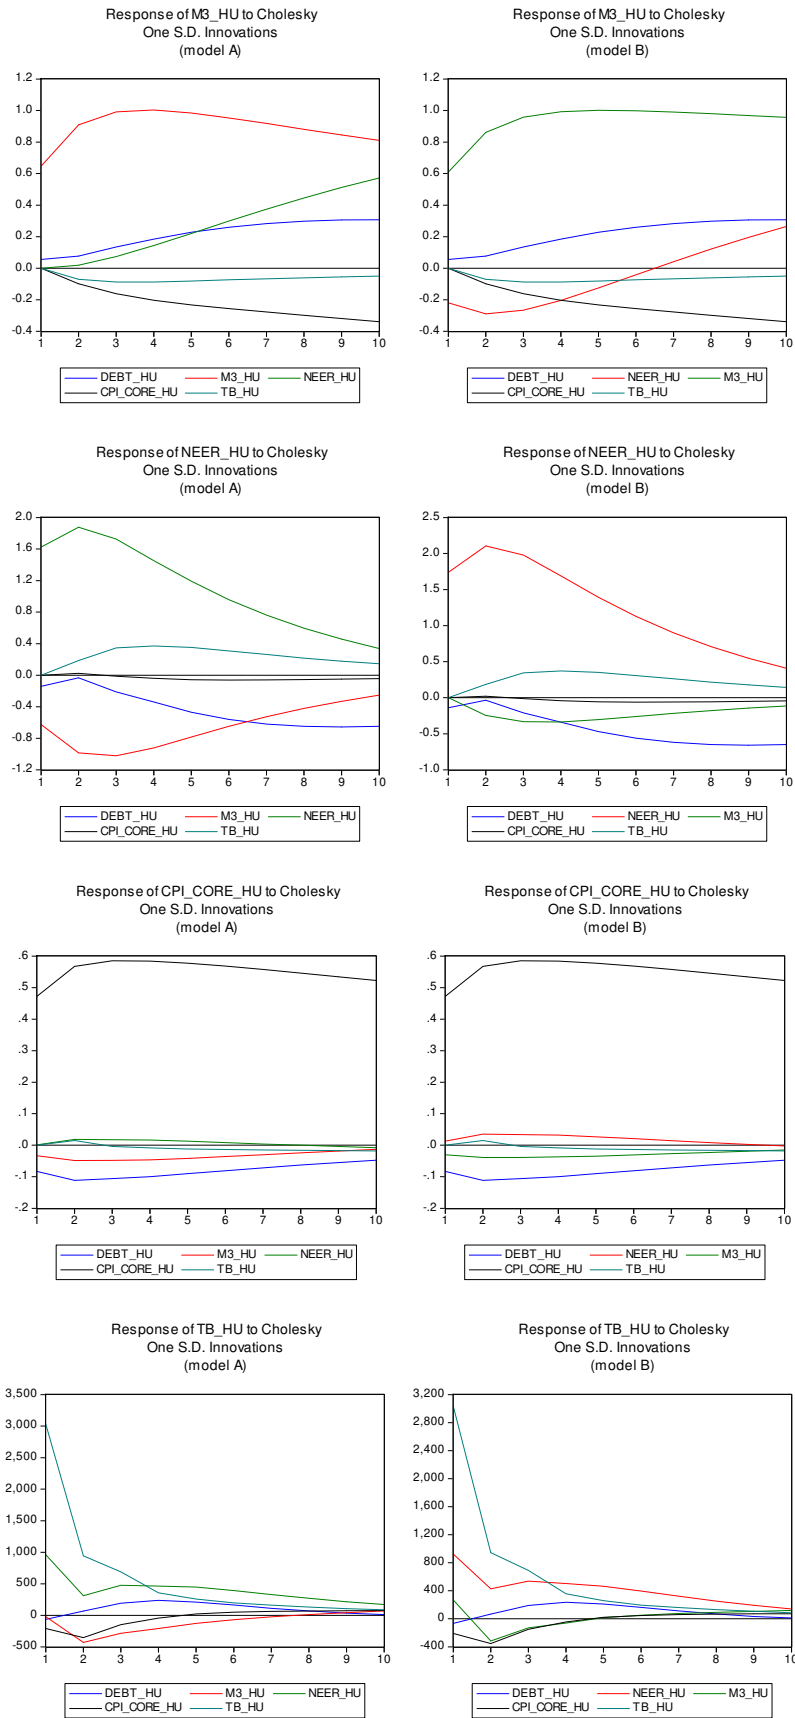 Response of M3_HU to Cholesky
One S.D. Innovations
(model A)
1.2
1.0
0.8
0.6
0.4
0.2
0.0
-0.2
-0.4
1 2 3 4 5 6 7 8 9 10
DEBT_HU M3_HU NEER_HU
CPI_CORE_HU TB_HU
Response of M3_HU to Cholesky
One S.D. Innovations
(model B)
1.2
1.0
0.8
0.6
0.4
0.2
0.0
-0.2
-0.4
1 2 3 4 5 6 7 8 9 10
DEBT_HU NEER_HU M3_HU
CPI_CORE_HU TB_HU
Response of NEER_HU to Cholesky
One S.D. Innovations
(model A)
2.0
1.6
1.2
0.8
0.4
0.0
-0.4
-0.8
-1.2
1 2 3 4 5 6 7 8 9 10
DEBT_HU M3_HU NEER_HU
CPI_CORE_HU TB_HU
Response of NEER_HU to Cholesky
One S.D. Innovations
(model B)
2.5
2.0
1.5
1.0
0.5
0.0
-0.5
-1.0
1 2 3 4 5 6 7 8 9 10
DEBT_HU NEER_HU M3_HU
CPI_CORE_HU TB_HU
Response of CPI_CORE_HU to Cholesky
One S.D. Innovations
(model A)
.6
.5
.4
.3
.2
.1
.0
-.1
-.2
1 2 3 4 5 6 7 8 9 10
DEBT_HU M3_HU NEER_HU
CPI_CORE_HU TB_HU
Response of CPI_CORE_HU to Cholesky
One S.D. Innovations
(model B)
.6
.5
.4
.3
.2
.1
.0
-.1
-.2
1 2 3 4 5 6 7 8 9 10
DEBT_HU NEER_HU M3_HU
CPI_CORE_HU TB_HU
Response of TB_HU to Cholesky
One S.D. Innovations
(model A)
3,500
3,000
2,500
2,000
1,500
1,000
500
0
-500
1 2 3 4 5 6 7 8 9 10
DEBT_HU M3_HU NEER_HU
CPI_CORE_HU TB_HU
Response of TB_HU to Cholesky
One S.D. Innovations
(model B)
3,200
2,800
2,400
2,000
1,600
1,200
800
400
0
-400
1 2 3 4 5 6 7 8 9 10
DEBT_HU NEER_HU M3_HU
CPI_CORE_HU TB_HU